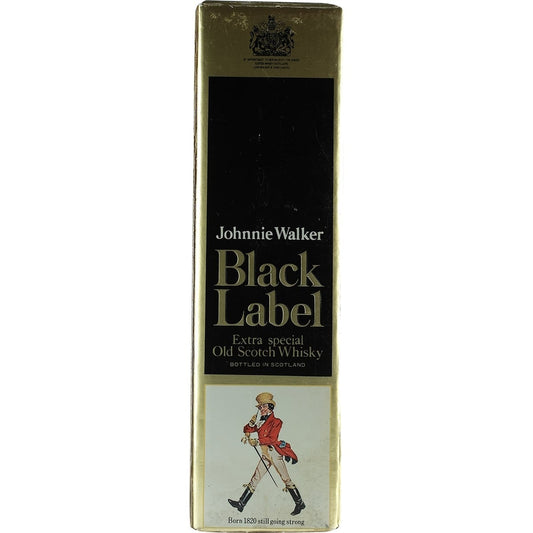 Johnnie Walker
Black
Label
Extra special
Old Scotch Whisky
BOTTLED IN SCOTLAND
Born 1820 still going strong